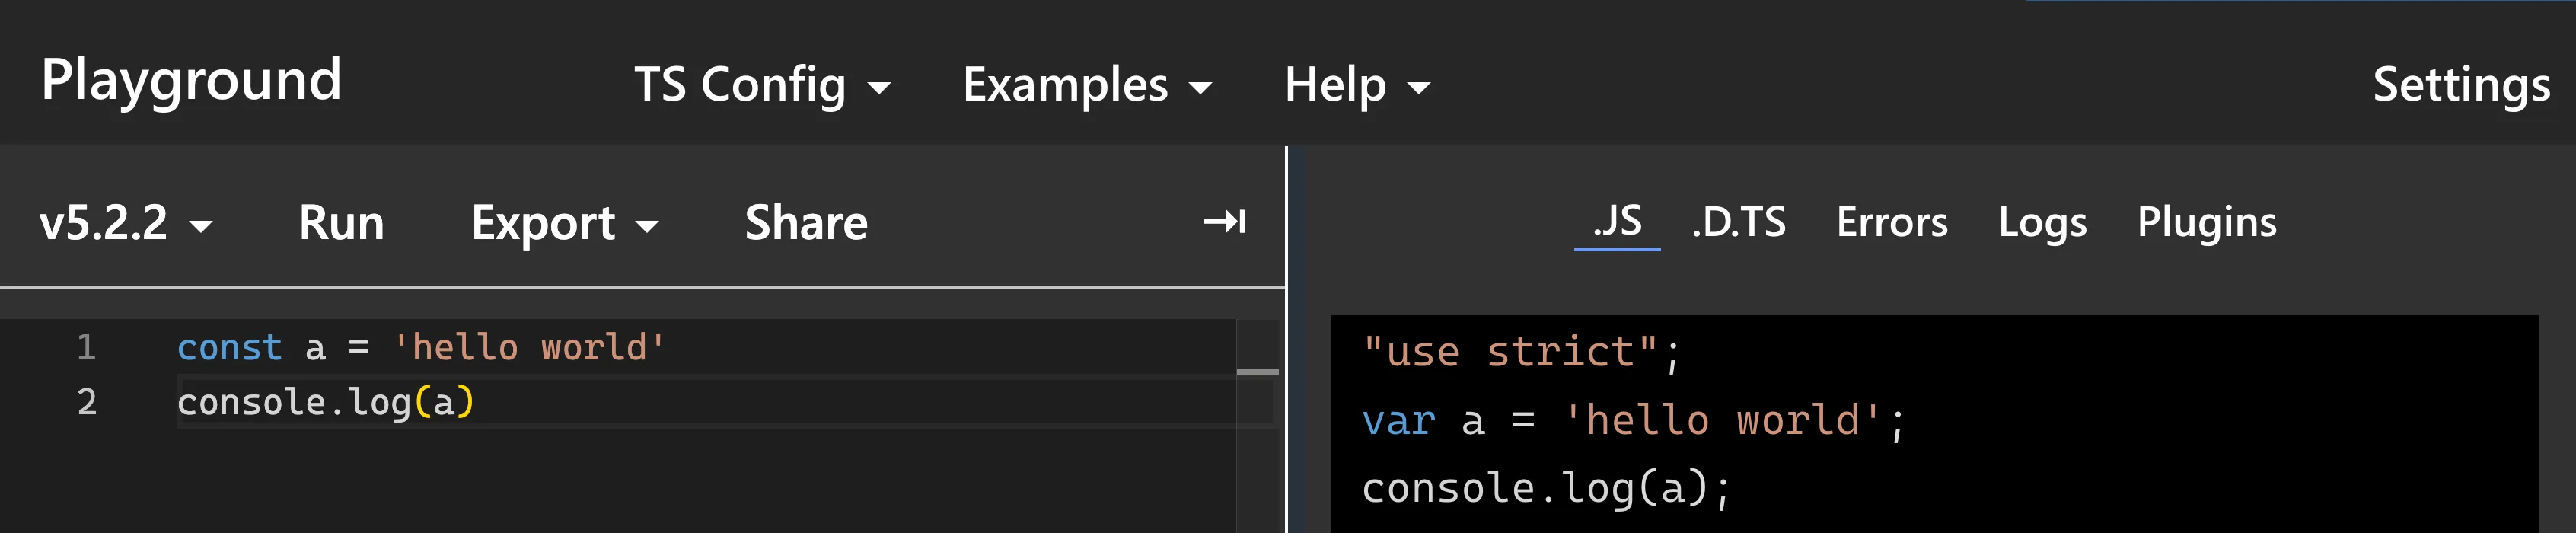 Playground TS Config Examples Help Settings
v5.2.2 Run Export Share
.JS .D.TS Errors Logs Plugins
1 const a = 'hello world'
2 console.log(a)
"use strict";
var a = 'hello world';
console.log(a);